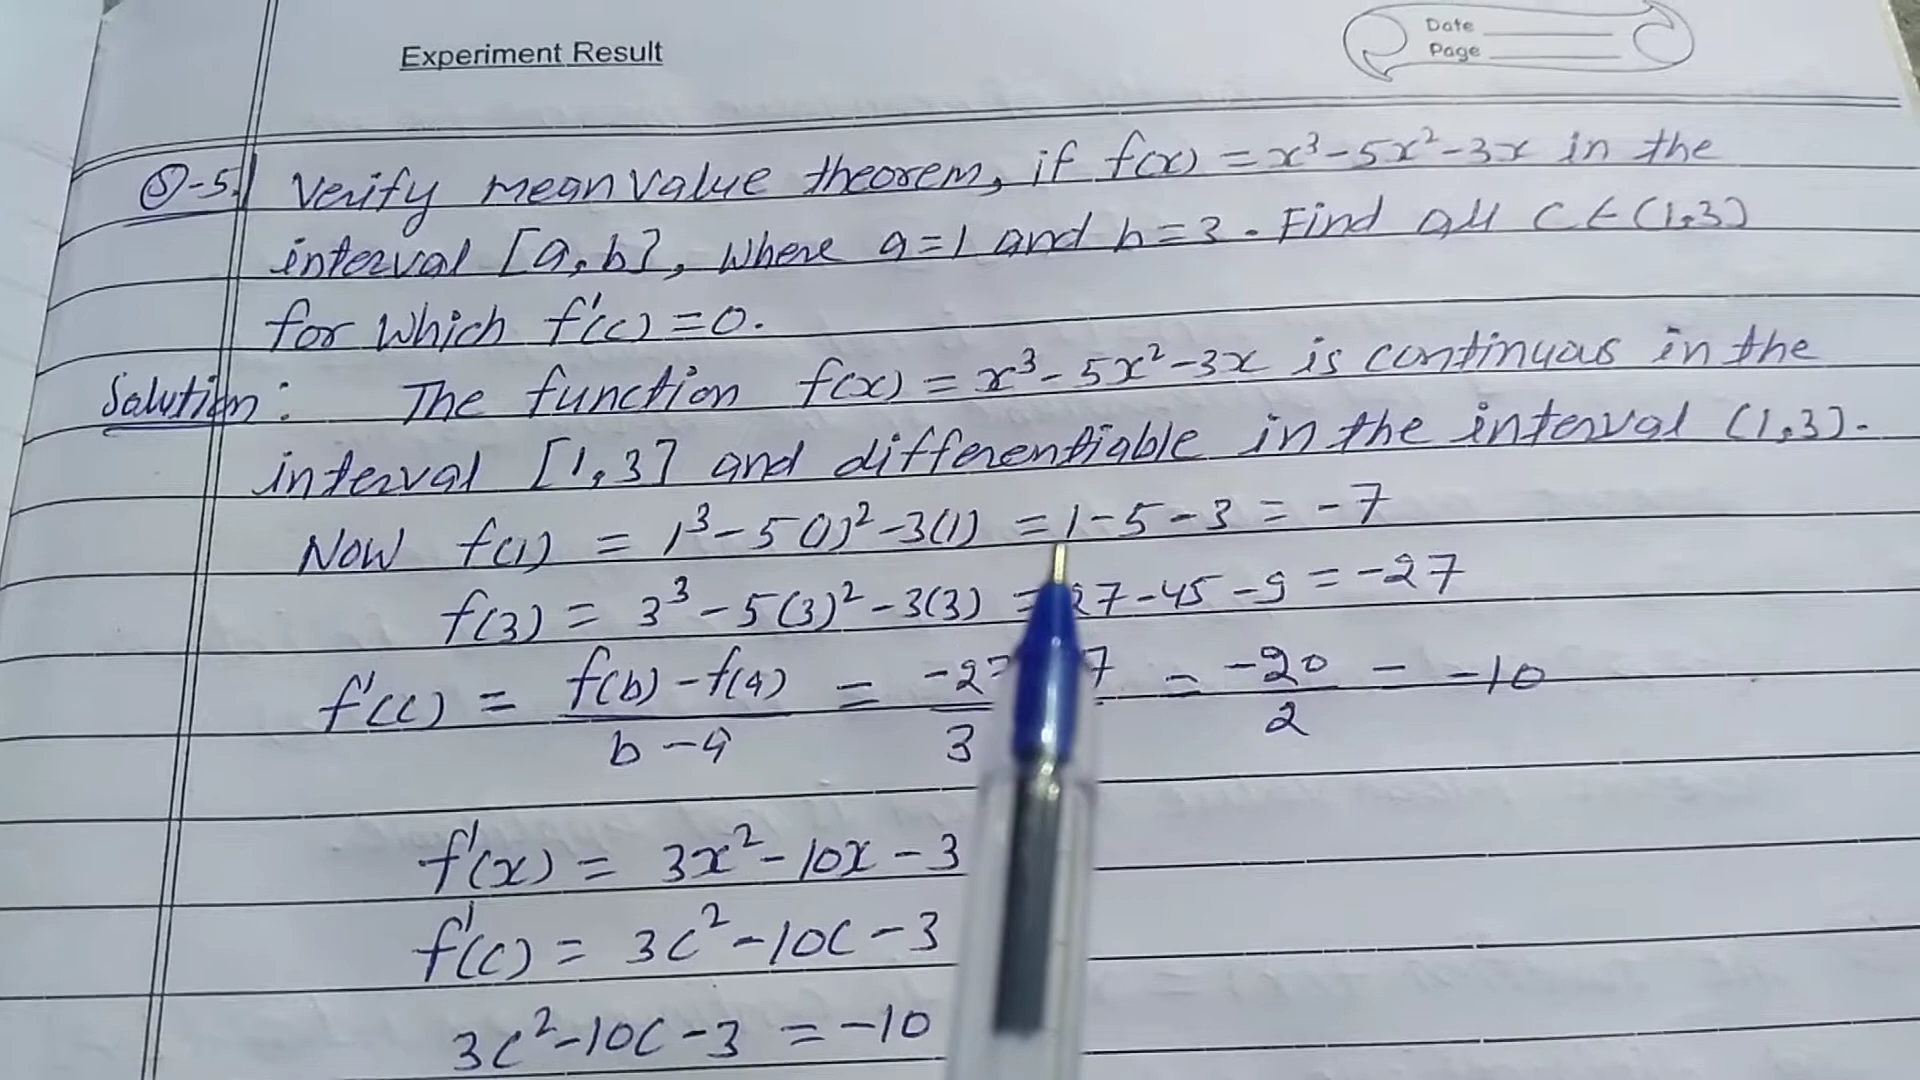 Experiment Result
Date
Page
Q-5. Verify mean value theorem, if f(x) = x³-5x²-3x in the
interval [a, b], where a=1 and b=3. Find all C ∈ (1,3)
for which f'(c) = 0.
Solution: The function f(x) = x³-5x²-3x is continuous in the
interval [1,3] and differentiable in the interval (1,3).
Now f(1) = 1³-5(1)²-3(1) = 1-5-3 = -7
f(3) = 3³-5(3)²-3(3) = 27-45-9 = -27
f'(c) = f(b)-f(a) / b-a = -27 7 / 3 = -20 / 2 = -10
f'(x) = 3x²-10x-3
f'(c) = 3c²-10c-3
3c²-10c-3 = -10